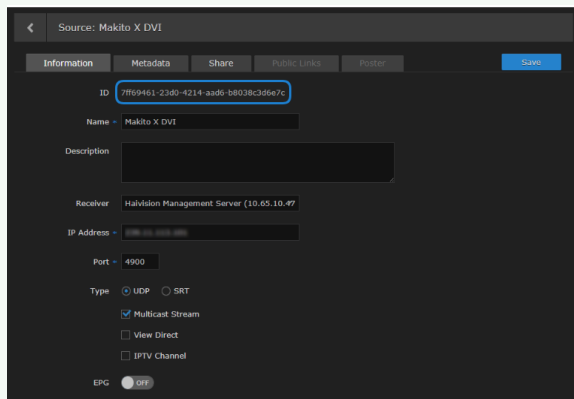 Source: Makito X DVI
Information Metadata Share Public Links Poster Save
ID 7ff69461-23d0-4214-aad6-b8038c3d6e7c
Name Makito X DVI
Description
Receiver Haivision Management Server (10.65.10.47
IP Address
Port 4900
Type UDP SRT
Multicast Stream
View Direct
IPTV Channel
EPG OFF